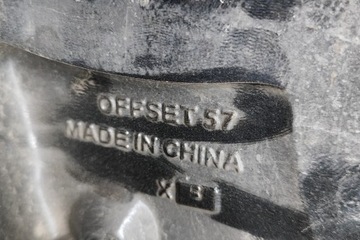 OFFSET 57
MADE IN CHINA
X